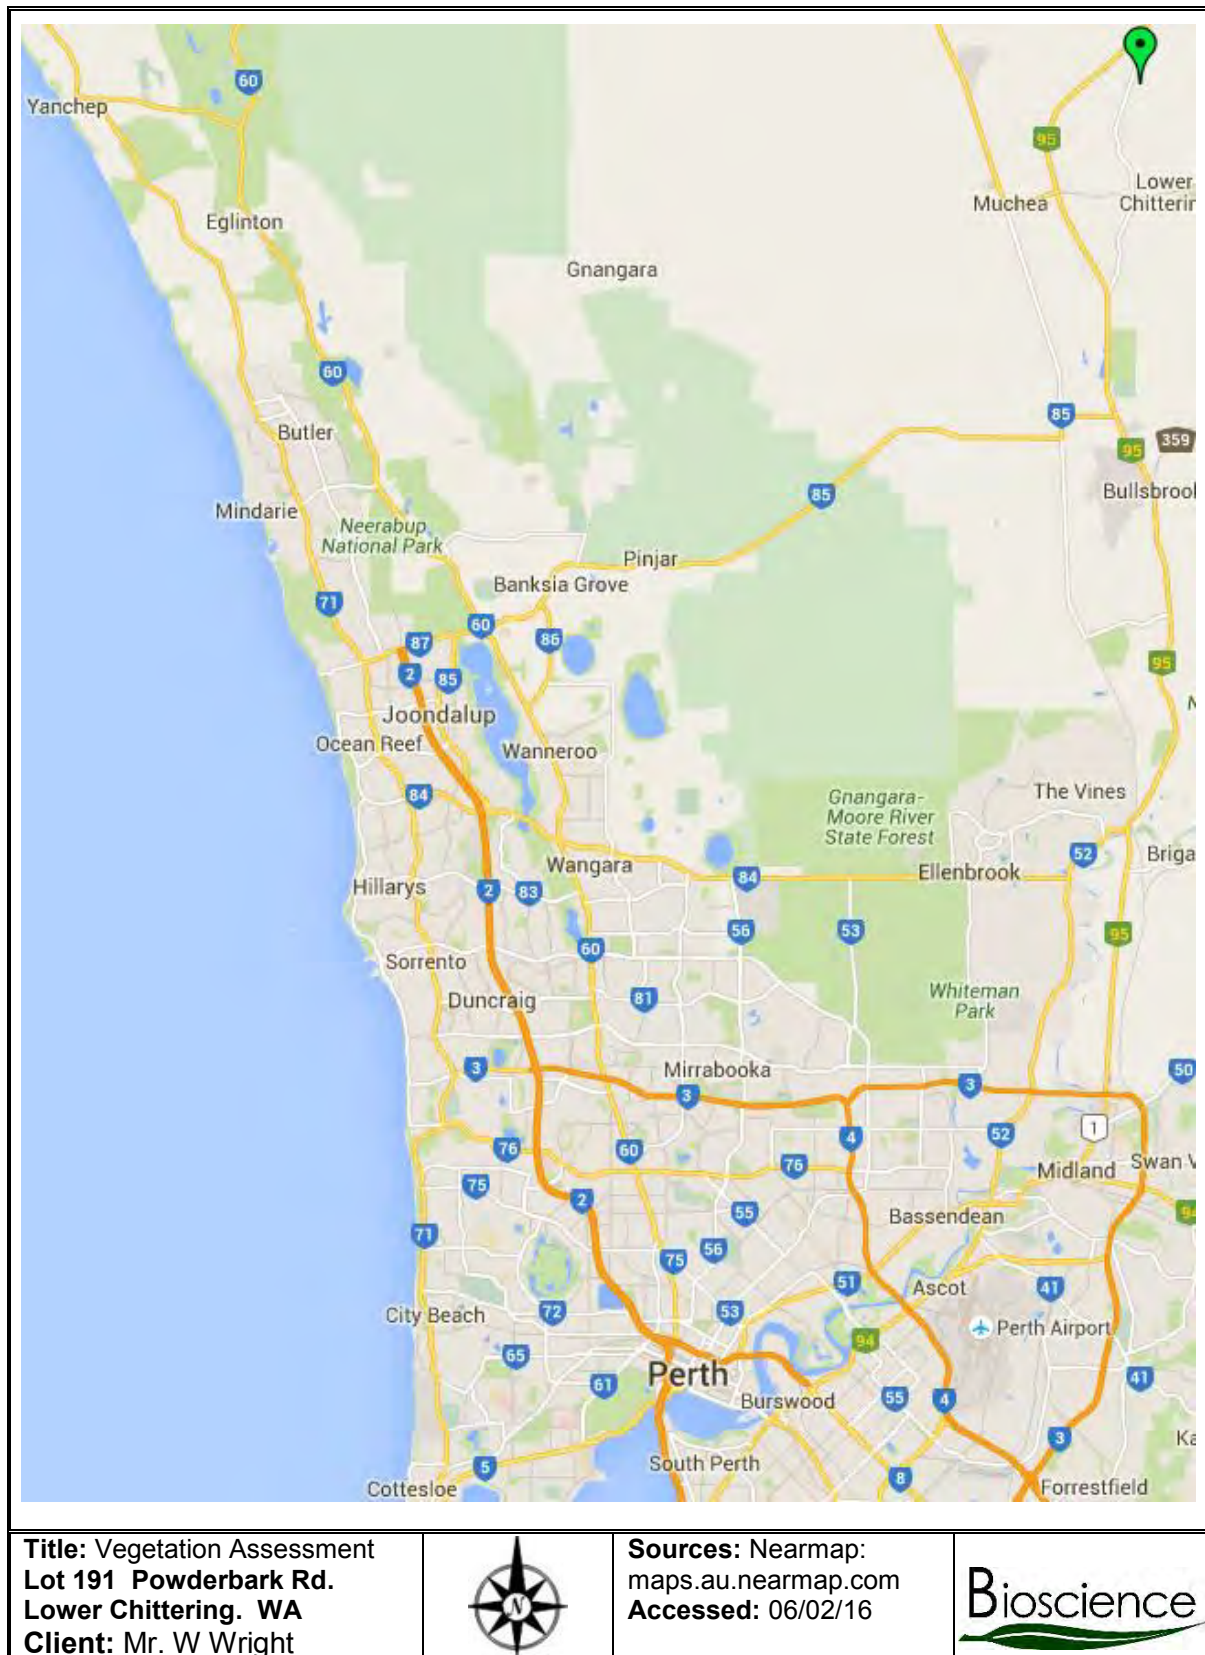 60
Yanchep
95
Lower
Chitterin
Muchea
Eglinton
Gnangara
60
85
359
95
Butler
Bullsbrook
85
Mindarie
Neerabup
National Park
Pinjar
Banksia Grove
71
60
87
86
95
2
85
Joondalup
Ocean Reef
Wanneroo
84
Gnangara-
Moore River
State Forest
The Vines
52
Briga
Wangara
Ellenbrook
84
Hillarys
2
83
56
53
95
60
Sorrento
81
Duncraig
Whiteman
Park
3
Mirrabooka
50
3
3
4
52
1
76
60
76
Midland
Swan V
75
2
55
Bassendean
94
71
75
56
51
Ascot
41
City Beach
72
53
94
Perth Airport
65
Perth
61
Burswood
55
4
41
3
Ka
5
South Perth
8
Cottesloe
Forrestfield
Title: Vegetation Assessment
Lot 191 Powderbark Rd.
Lower Chittering. WA
Client: Mr. W Wright
N
Sources: Nearmap:
maps.au.nearmap.com
Accessed: 06/02/16
Bioscience